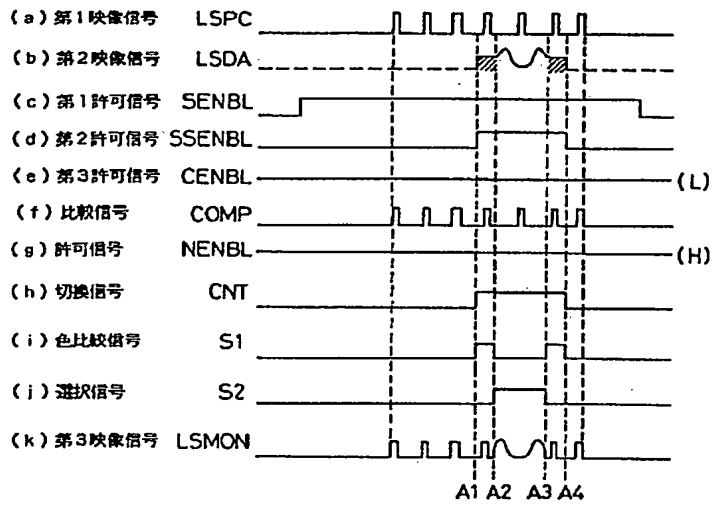 (a) 第1映像信号 LSPC
(b) 第2映像信号 LSDA
(c) 第1許可信号 SENBL
(d) 第2許可信号 SSENBL
(e) 第3許可信号 CENBL (L)
(f) 比較信号 COMP
(g) 許可信号 NENBL (H)
(h) 切換信号 CNT
(i) 色比較信号 S1
(j) 選択信号 S2
(k) 第3映像信号 LSMON
A1 A2 A3 A4